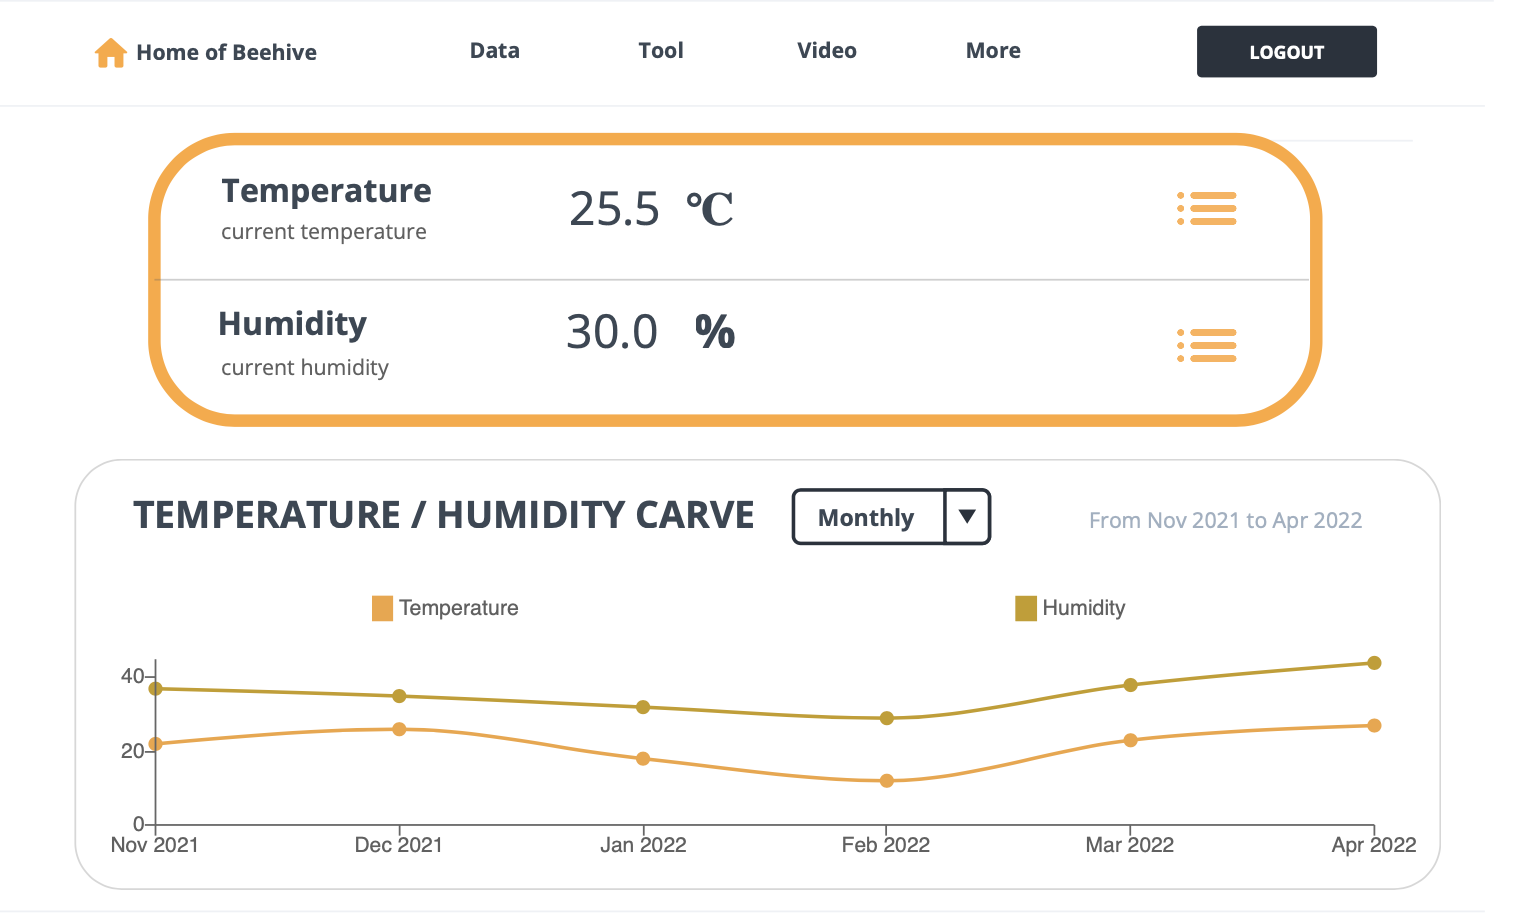 Home of Beehive Data Tool Video More LOGOUT
Temperature 25.5 ℃
current temperature
Humidity 30.0 %
current humidity
TEMPERATURE / HUMIDITY CARVE Monthly From Nov 2021 to Apr 2022
Temperature Humidity
40
20
0
Nov 2021 Dec 2021 Jan 2022 Feb 2022 Mar 2022 Apr 2022